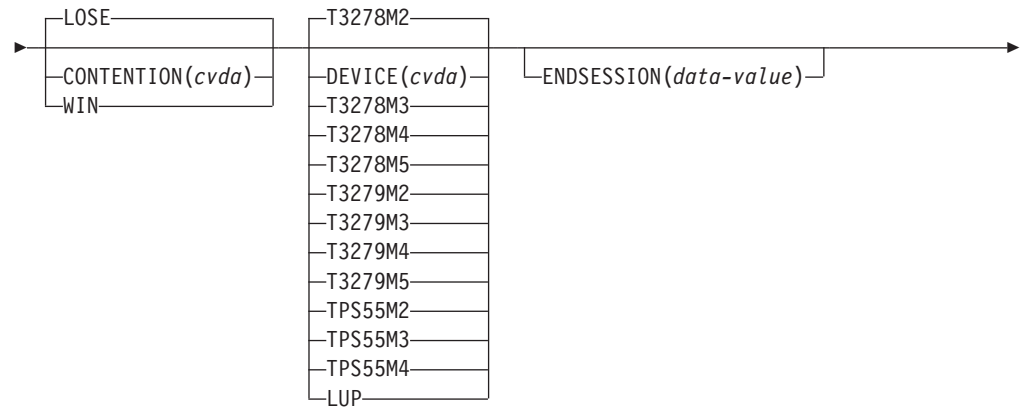 LOSE
CONTENTION(cvda)
WIN
T3278M2
DEVICE(cvda)
T3278M3
T3278M4
T3278M5
T3279M2
T3279M3
T3279M4
T3279M5
TPS55M2
TPS55M3
TPS55M4
LUP
ENDSESSION(data-value)